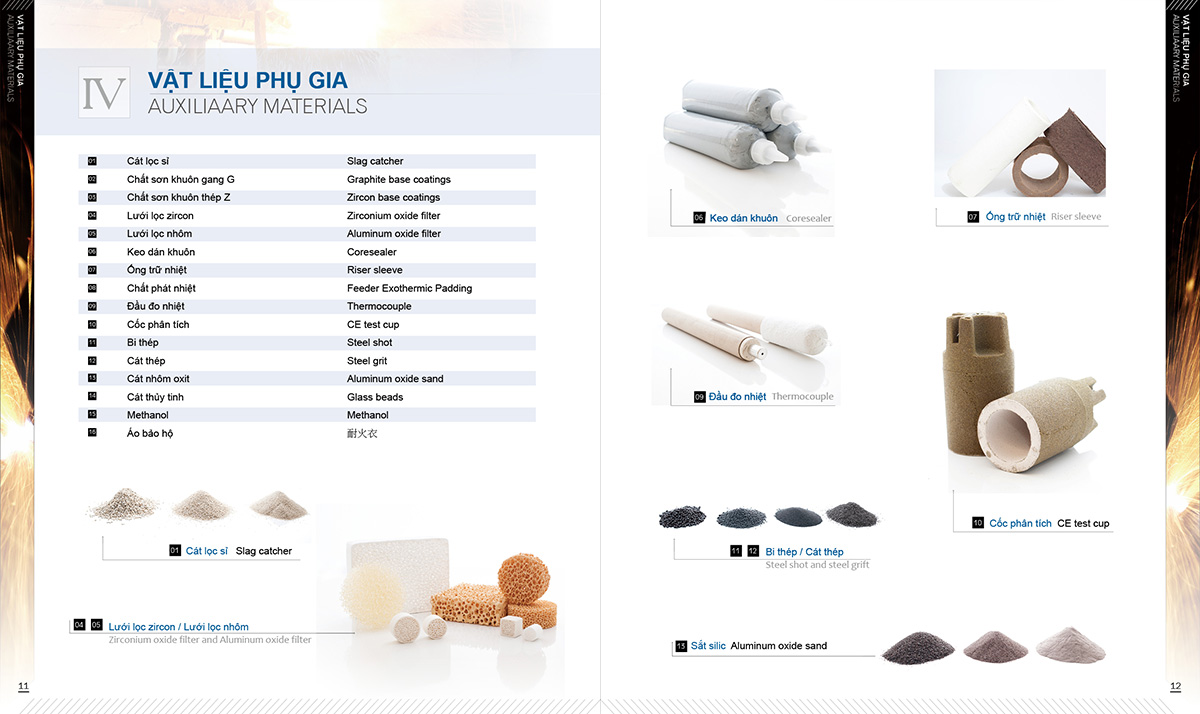 VẬT LIỆU PHỤ GIA
AUXILIAARY MATERIALS
IV
VẬT LIỆU PHỤ GIA
AUXILIAARY MATERIALS
01 Cát lọc sỉ Slag catcher
02 Chất sơn khuôn gang G Graphite base coatings
03 Chất sơn khuôn thép Z Zircon base coatings
04 Lưới lọc zircon Zirconium oxide filter
05 Lưới lọc nhôm Aluminum oxide filter
06 Keo dán khuôn Coresealer
07 Ống trữ nhiệt Riser sleeve
08 Chất phát nhiệt Feeder Exothermic Padding
09 Đầu đo nhiệt Thermocouple
10 Cốc phân tích CE test cup
11 Bi thép Steel shot
12 Cát thép Steel grit
13 Cát nhôm oxit Aluminum oxide sand
14 Cát thủy tinh Glass beads
15 Methanol Methanol
16 Áo bảo hộ 耐火衣
01 Cát lọc sỉ Slag catcher
04 05 Lưới lọc zircon / Lưới lọc nhôm
Zirconium oxide filter and Aluminum oxide filter
11
06 Keo dán khuôn Coresealer
07 Ống trữ nhiệt Riser sleeve
09 Đầu đo nhiệt Thermocouple
10 Cốc phân tích CE test cup
11 12 Bi thép / Cát thép
Steel shot and steel grift
13 Sắt silic Aluminum oxide sand
VẬT LIỆU PHỤ GIA
AUXILIAARY MATERIALS
12